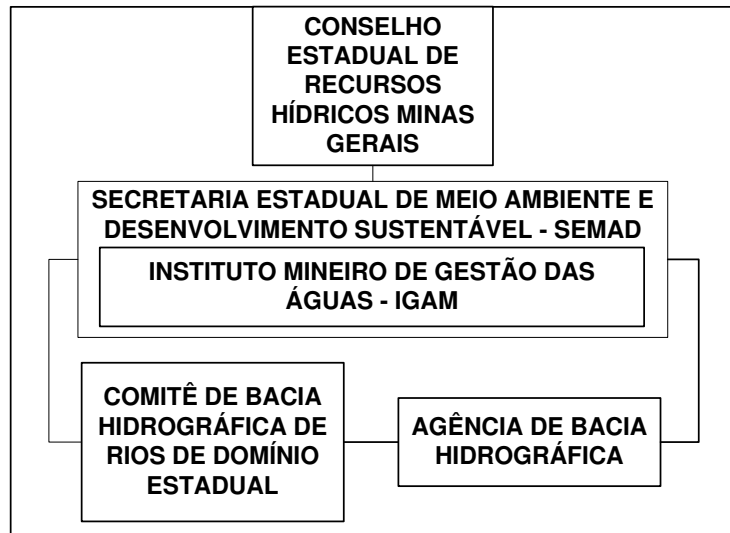 CONSELHO
ESTADUAL DE
RECURSOS
HÍDRICOS MINAS
GERAIS
SECRETARIA ESTADUAL DE MEIO AMBIENTE E
DESENVOLVIMENTO SUSTENTÁVEL - SEMAD
INSTITUTO MINEIRO DE GESTÃO DAS
ÁGUAS - IGAM
COMITÊ DE BACIA
HIDROGRÁFICA DE
RIOS DE DOMÍNIO
ESTADUAL
AGÊNCIA DE BACIA
HIDROGRÁFICA